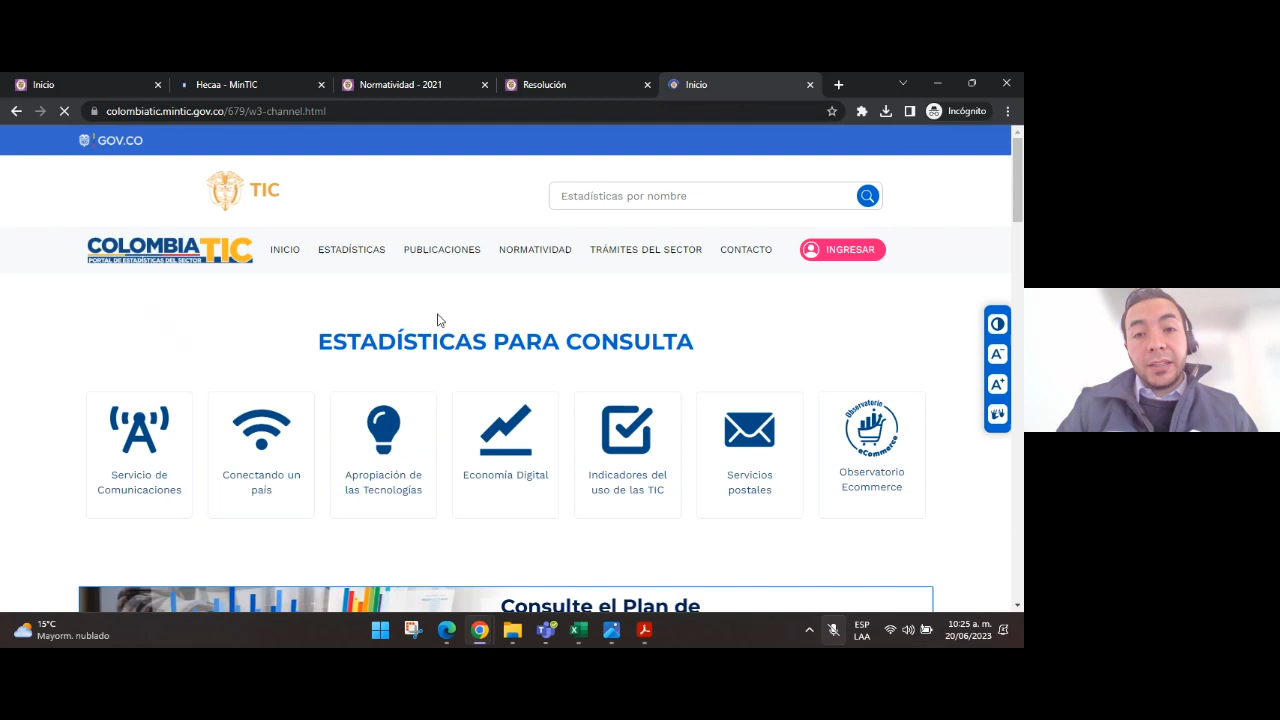 Inicio
Hecaa - MinTIC
Normatividad - 2021
Resolución
Inicio
colombiatic.mintic.gov.co/679/w3-channel.html
Incógnito
GOV.CO
TIC
Estadísticas por nombre
COLOMBIATIC
PORTAL DE ESTADÍSTICAS DEL SECTOR
INICIO
ESTADÍSTICAS
PUBLICACIONES
NORMATIVIDAD
TRÁMITES DEL SECTOR
CONTACTO
INGRESAR
ESTADÍSTICAS PARA CONSULTA
A-
A+
Servicio de
Comunicaciones
Conectando un
país
Apropiación de
las Tecnologías
Economía Digital
Indicadores del
uso de las TIC
Servicios
postales
Observatorio
eCommerce
Observatorio
Ecommerce
Consulte el Plan de
15°C
Mayorm. nublado
ESP
LAA
10:25 a. m.
20/06/2023